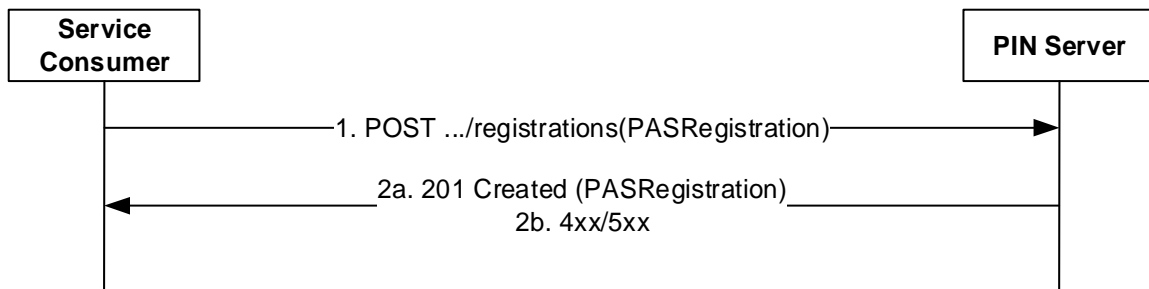 Service
Consumer
PIN Server
1. POST .../registrations(PASRegistration)
2a. 201 Created (PASRegistration)
2b. 4xx/5xx